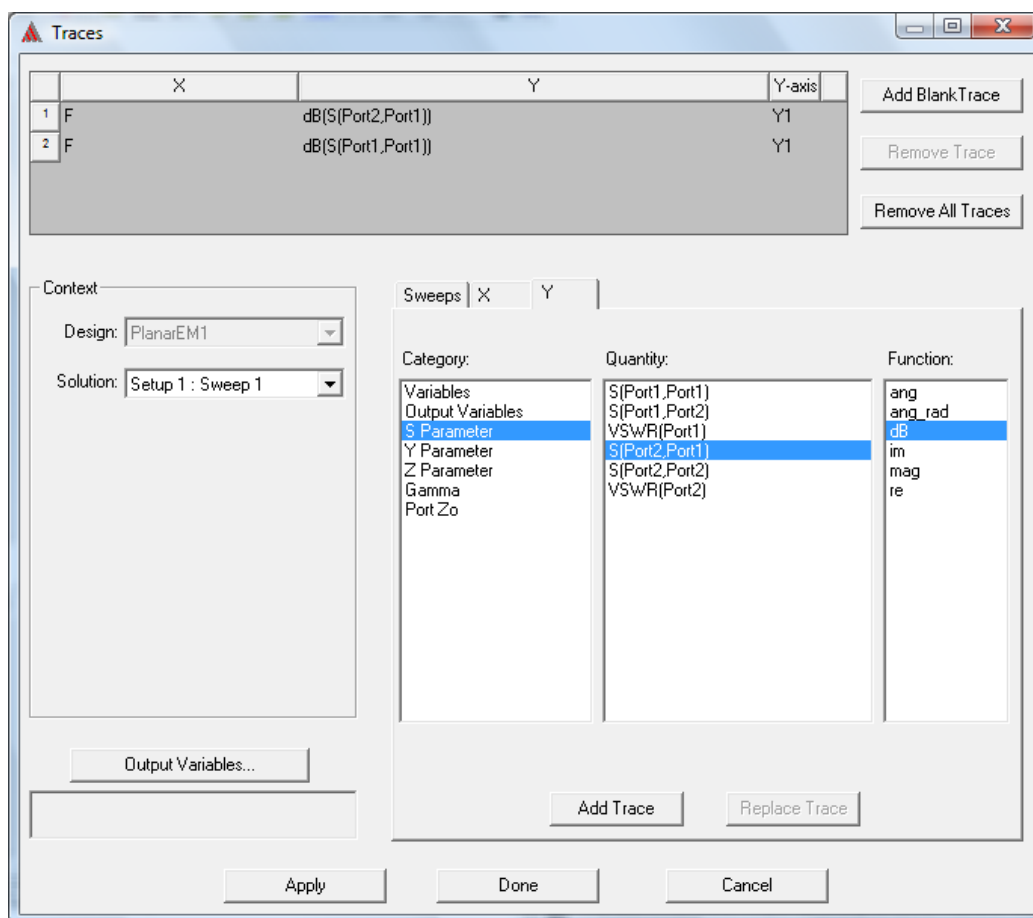 Traces
X Y Y-axis
1 F dB(S(Port2,Port1)) Y1
2 F dB(S(Port1,Port1)) Y1
Add BlankTrace
Remove Trace
Remove All Traces
Context
Design: PlanarEM1
Solution: Setup 1 : Sweep 1
Output Variables...
Sweeps X Y
Category:
Variables
Output Variables
S Parameter
Y Parameter
Z Parameter
Gamma
Port Zo
Quantity:
S(Port1,Port1)
S(Port1,Port2)
VSWR(Port1)
S(Port2,Port1)
S(Port2,Port2)
VSWR(Port2)
Function:
ang
ang_rad
dB
im
mag
re
Add Trace Replace Trace
Apply Done Cancel